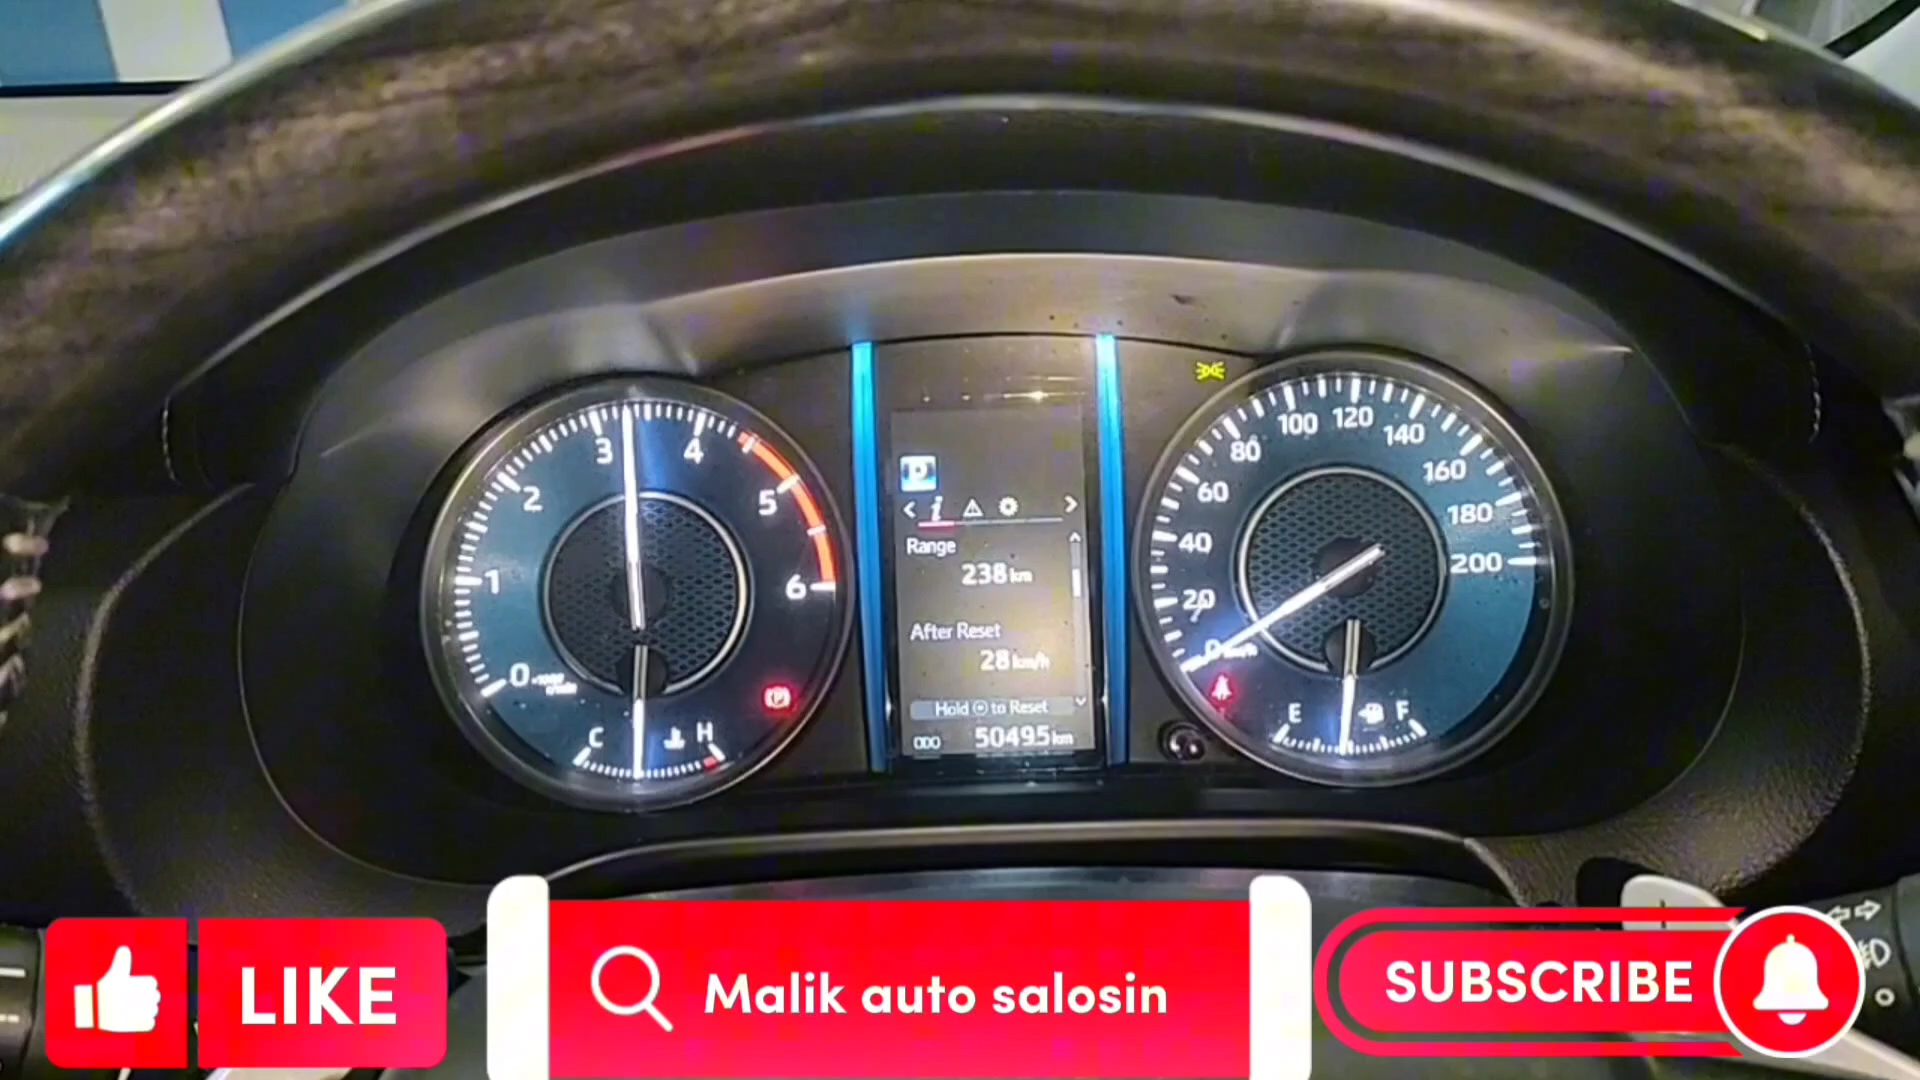 0
1
2
3
4
5
6
C
H
P
P
i
Range
238 km
After Reset
28 km/h
Hold to Reset
ODO 50495 km
0
20
40
60
80
100
120
140
160
180
200
E
F
LIKE
Malik auto salosin
SUBSCRIBE